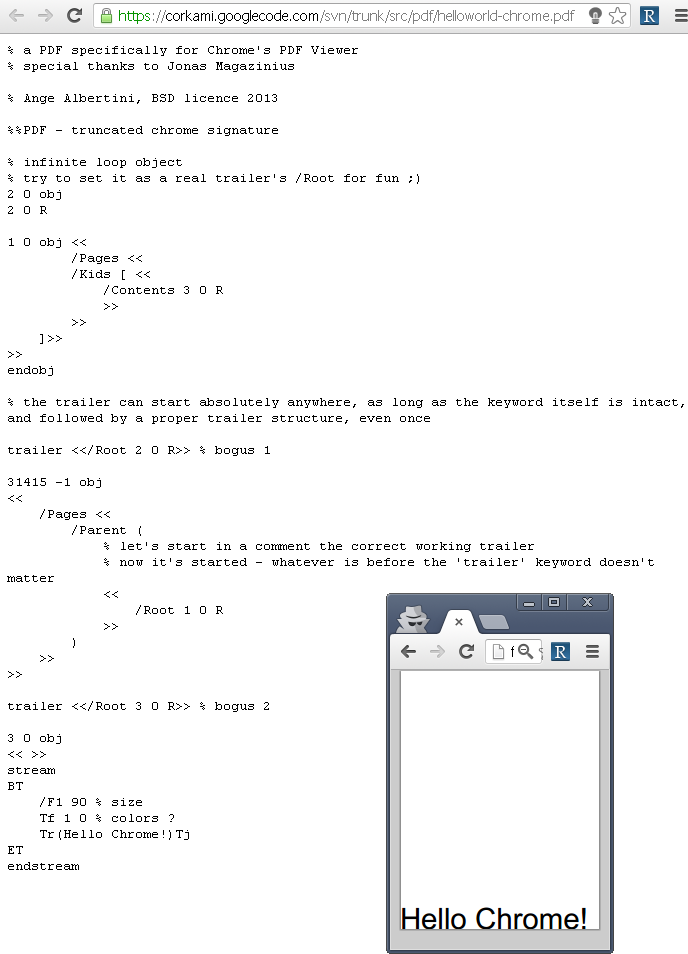 https://corkami.googlecode.com/svn/trunk/src/pdf/helloworld-chrome.pdf
R
% a PDF specifically for Chrome's PDF Viewer
% special thanks to Jonas Magazinius
% Ange Albertini, BSD licence 2013
%%PDF - truncated chrome signature
% infinite loop object
% try to set it as a real trailer's /Root for fun ;)
2 0 obj
2 0 R
1 0 obj <<
/Pages <<
/Kids [ <<
/Contents 3 0 R
>>
>>
]>>
>>
endobj
% the trailer can start absolutely anywhere, as long as the keyword itself is intact,
and followed by a proper trailer structure, even once
trailer <</Root 2 0 R>> % bogus 1
31415 -1 obj
<<
/Pages <<
/Parent (
% let's start in a comment the correct working trailer
% now it's started - whatever is before the 'trailer' keyword doesn't
matter
<<
/Root 1 0 R
>>
)
>>
>>
trailer <</Root 3 0 R>> % bogus 2
3 0 obj
<< >>
stream
BT
/F1 90 % size
Tf 1 0 % colors ?
Tr(Hello Chrome!)Tj
ET
endstream
f
R
Hello Chrome!